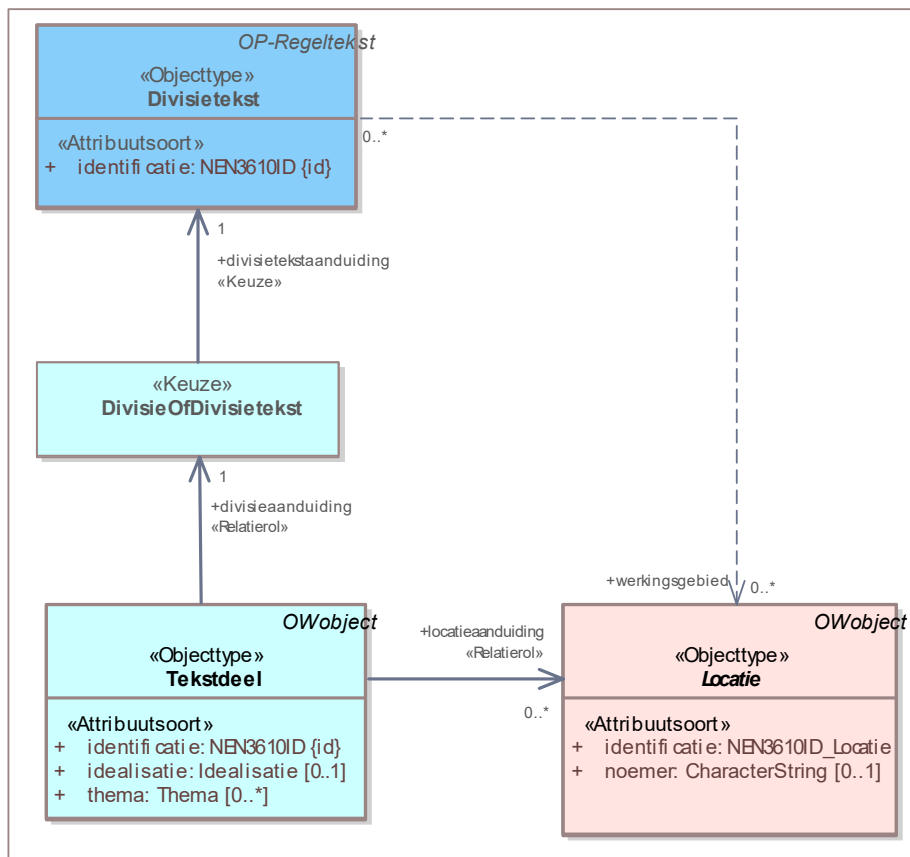 OP-Regeltekst
«Objecttype»
Divisietekst
«Attribuutsoort»
+ identificatie: NEN3610ID {id}
0..*
1
+divisietekstaanduiding
«Keuze»
«Keuze»
DivisieOfDivisietekst
1
+divisieaanduiding
«Relatierol»
+werkingsgebied
0..*
OWobject
«Objecttype»
Tekstdeel
«Attribuutsoort»
+ identificatie: NEN3610ID {id}
+ idealisatie: Idealisatie [0..1]
+ thema: Thema [0..*]
+locatieaanduiding
«Relatierol»
0..*
OWobject
«Objecttype»
Locatie
«Attribuutsoort»
+ identificatie: NEN3610ID_Locatie
+ noemer: CharacterString [0..1]